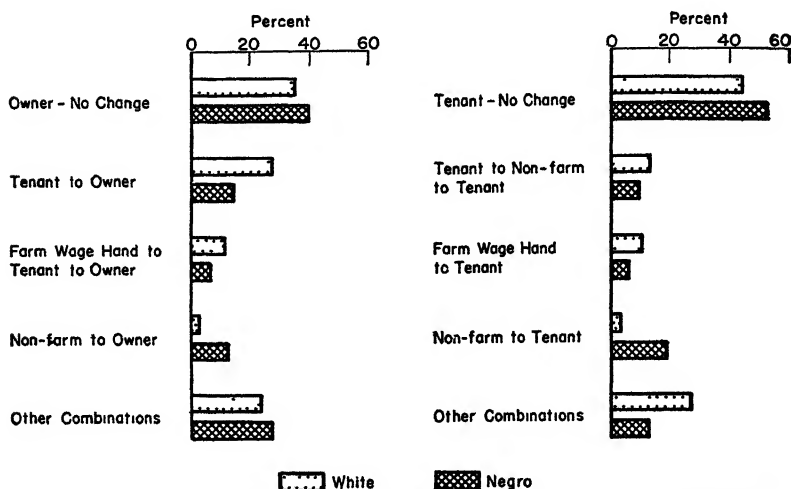 Percent
0 20 40 60
Owner - No Change
Tenant to Owner
Farm Wage Hand to
Tenant to Owner
Non-farm to Owner
Other Combinations
Percent
0 20 40 60
Tenant - No Change
Tenant to Non-farm
to Tenant
Farm Wage Hand
to Tenant
Non-farm to Tenant
Other Combinations
White
Negro